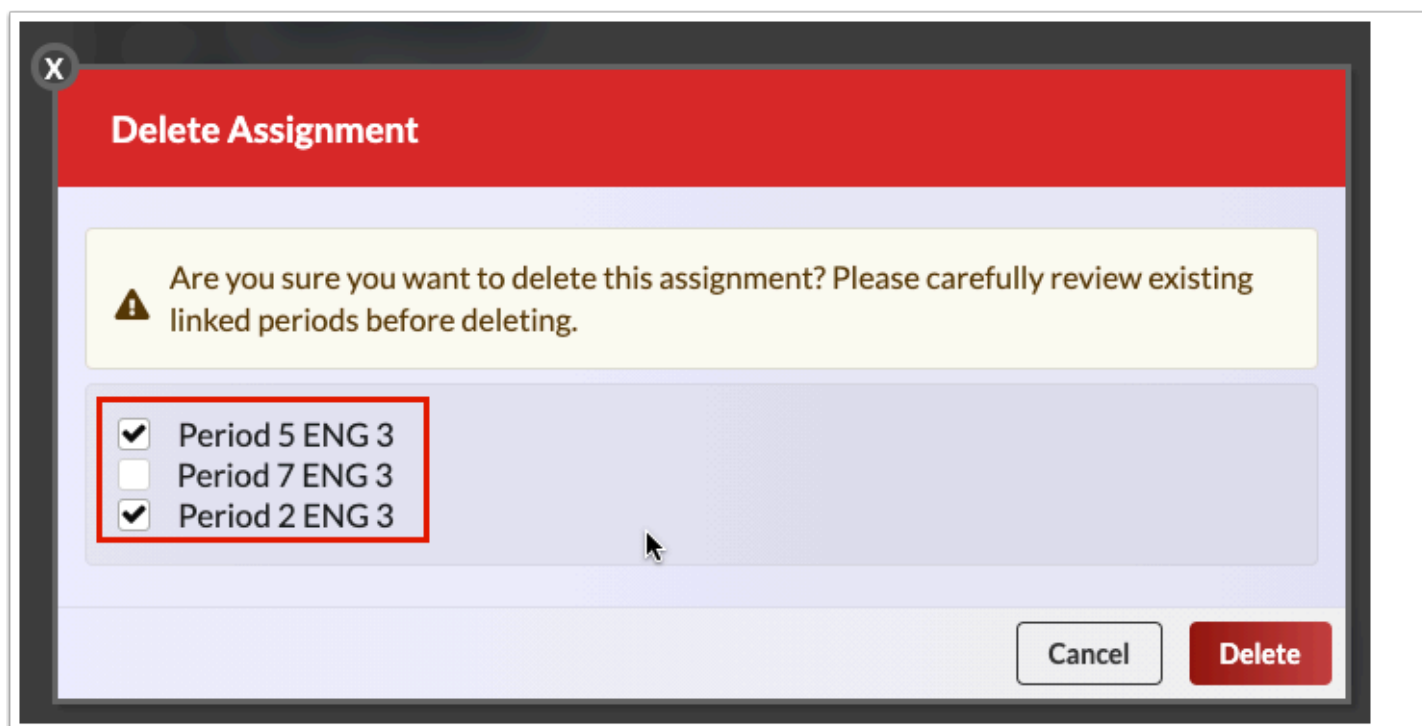 X
Delete Assignment
Are you sure you want to delete this assignment? Please carefully review existing
linked periods before deleting.
Period 5 ENG 3
Period 7 ENG 3
Period 2 ENG 3
Cancel
Delete